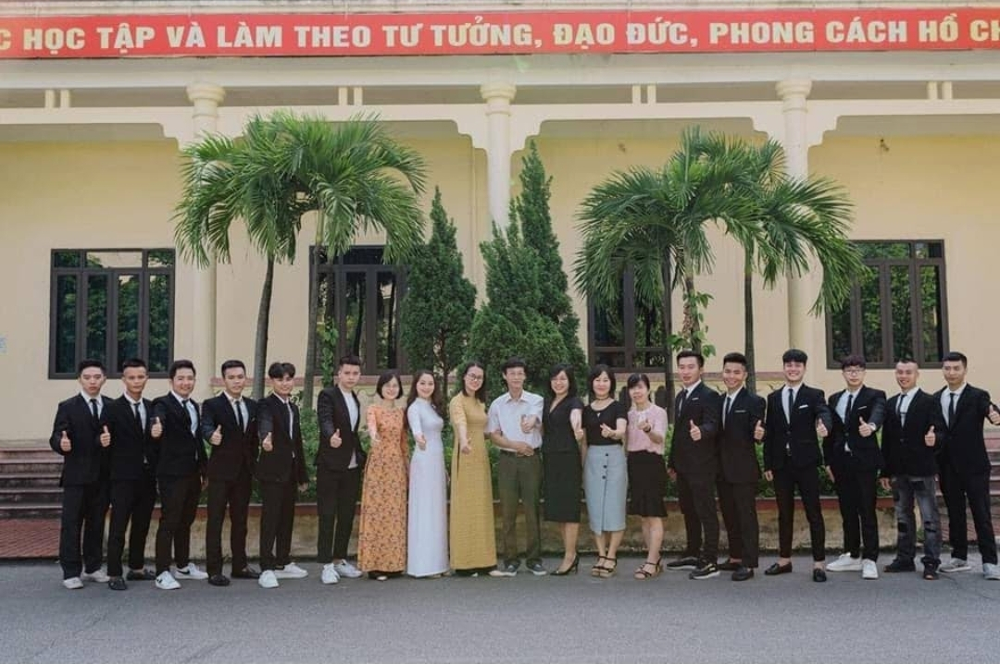 HỌC TẬP VÀ LÀM THEO TƯ TƯỞNG, ĐẠO ĐỨC, PHONG CÁCH HỒ